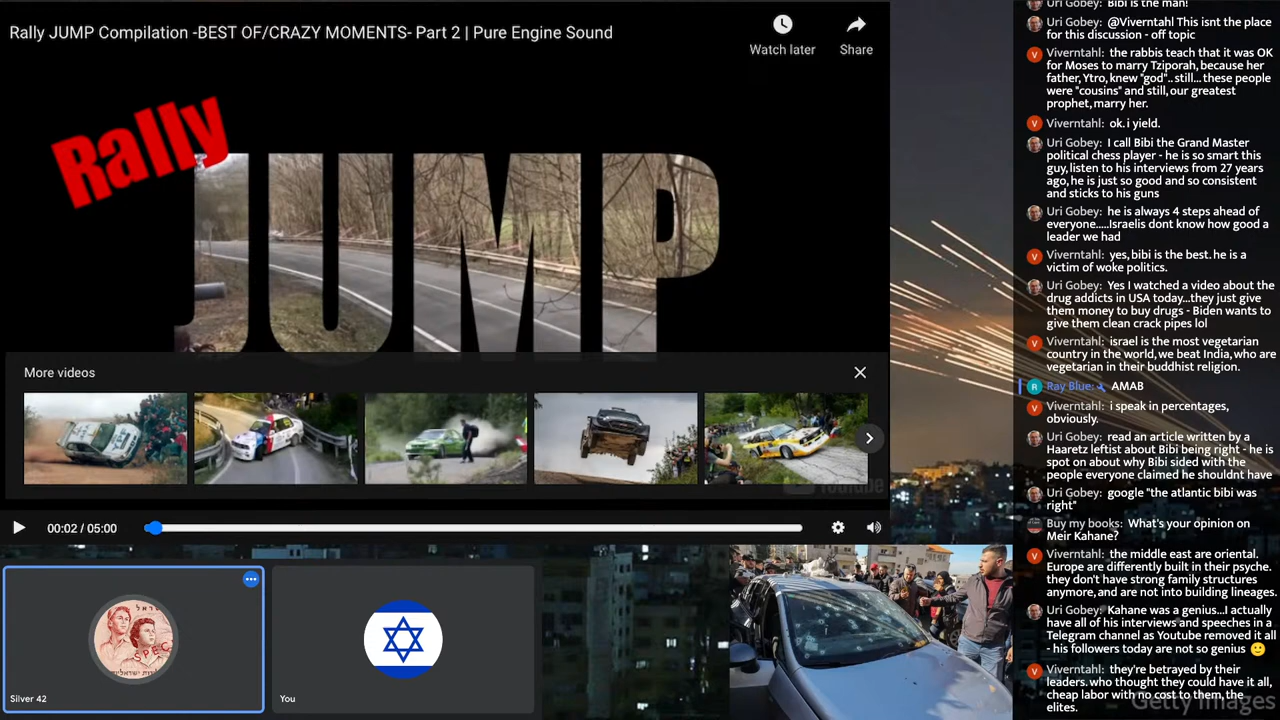 Rally JUMP Compilation -BEST OF/CRAZY MOMENTS- Part 2 | Pure Engine Sound
Watch later
Share
Rally
JUMP
More videos
YouTube
00:02 / 05:00
Silver 42
You
SPEC
Getty Images
Uri Gobey: Bibi is the man!
Uri Gobey: @Viverntahl This isnt the place
for this discussion - off topic
V
Viverntahl: the rabbis teach that it was OK
for Moses to marry Tziporah, because her
father, Ytro, knew "god".. still... these people
were "cousins" and still, our greatest
prophet, marry her.
V
Viverntahl: ok. i yield.
Uri Gobey: I call Bibi the Grand Master
political chess player - he is so smart this
guy, listen to his interviews from 27 years
ago, he is just so good and so consistent
and sticks to his guns
Uri Gobey: he is always 4 steps ahead of
everyone.....Israelis dont know how good a
leader we had
V
Viverntahl: yes, bibi is the best. he is a
victim of woke politics.
Uri Gobey: Yes I watched a video about the
drug addicts in USA today...they just give
them money to buy drugs - Biden wants to
give them clean crack pipes lol
V
Viverntahl: israel is the most vegetarian
country in the world, we beat India, who are
vegetarian in their buddhist religion.
R
Ray Blue: AMAB
V
Viverntahl: i speak in percentages,
obviously.
Uri Gobey: read an article written by a
Haaretz leftist about Bibi being right - he is
spot on about why Bibi sided with the
people everyone claimed he shouldnt have
Uri Gobey: google "the atlantic bibi was
right"
Buy my books: What's your opinion on
Meir Kahane?
V
Viverntahl: the middle east are oriental.
Europe are differently built in their psyche.
they don't have strong family structures
anymore, and are not into building lineages.
Uri Gobey: Kahane was a genius...I actually
have all of his interviews and speeches in a
Telegram channel as Youtube removed it all
- his followers today are not so genius 🙂
V
Viverntahl: they're betrayed by their
leaders. who thought they could have it all,
cheap labor with no cost to them, the
elites.